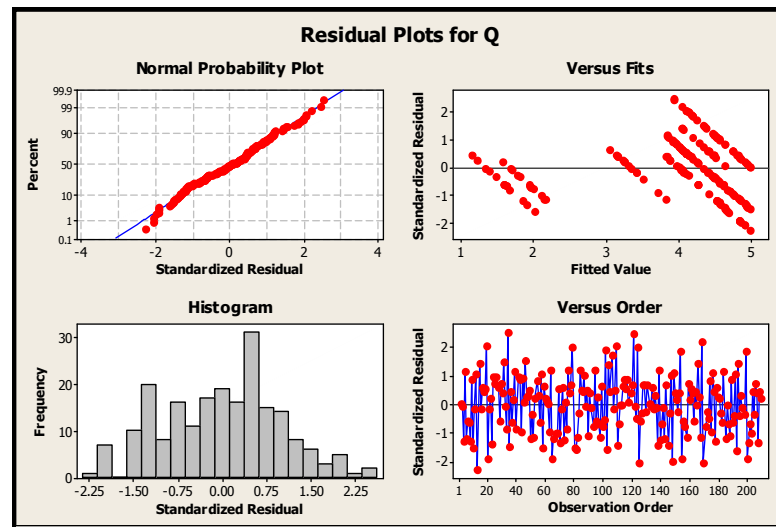 Residual Plots for Q
Normal Probability Plot
Versus Fits
99.9
99
90
50
10
1
0.1
Percent
-4 -2 0 2 4
Standardized Residual
2
1
0
-1
-2
Standardized Residual
1 2 3 4 5
Fitted Value
Histogram
Versus Order
30
20
10
0
Frequency
-2.25 -1.50 -0.75 0.00 0.75 1.50 2.25
Standardized Residual
2
1
0
-1
-2
Standardized Residual
1 20 40 60 80 100 120 140 160 180 200
Observation Order